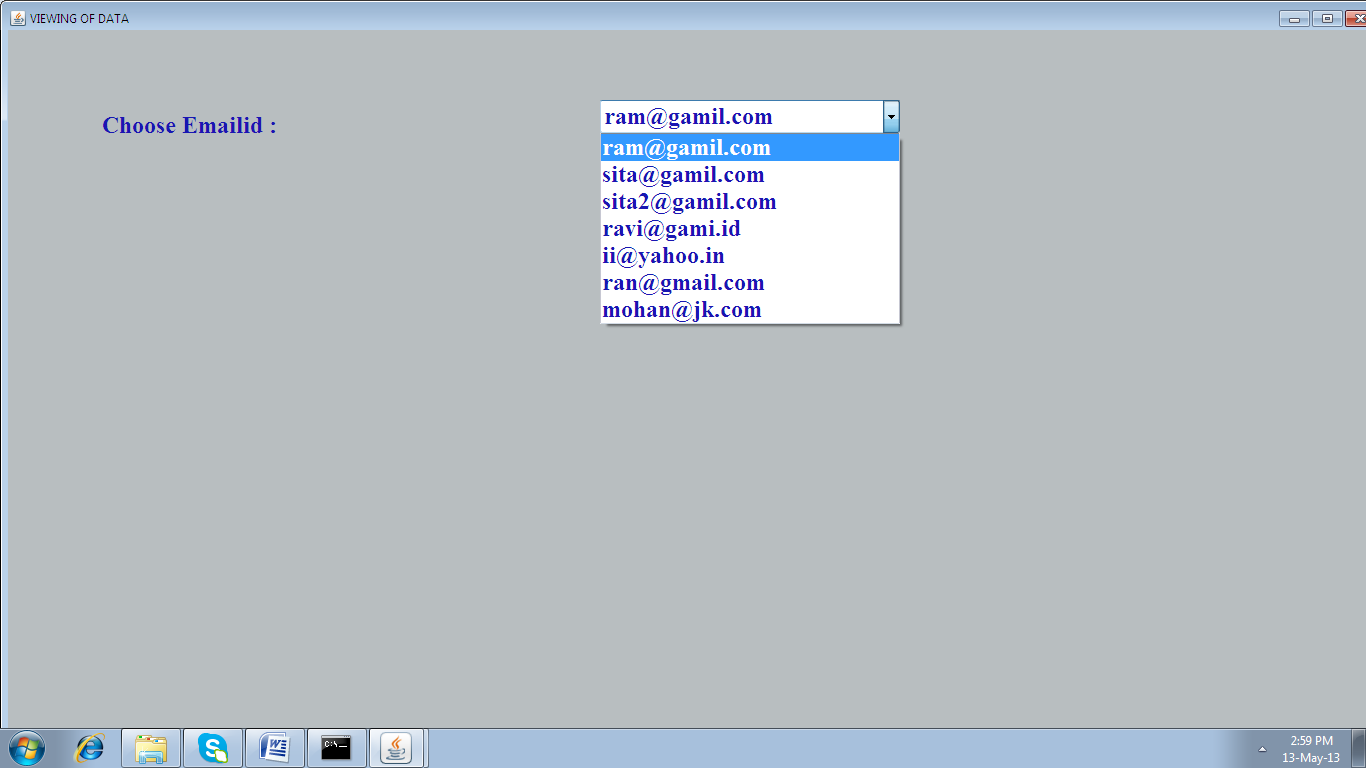 VIEWING OF DATA
Choose Emailid :
ram@gamil.com
ram@gamil.com
sita@gamil.com
sita2@gamil.com
ravi@gami.id
ii@yahoo.in
ran@gmail.com
mohan@jk.com
C:\._
2:59 PM
13-May-13